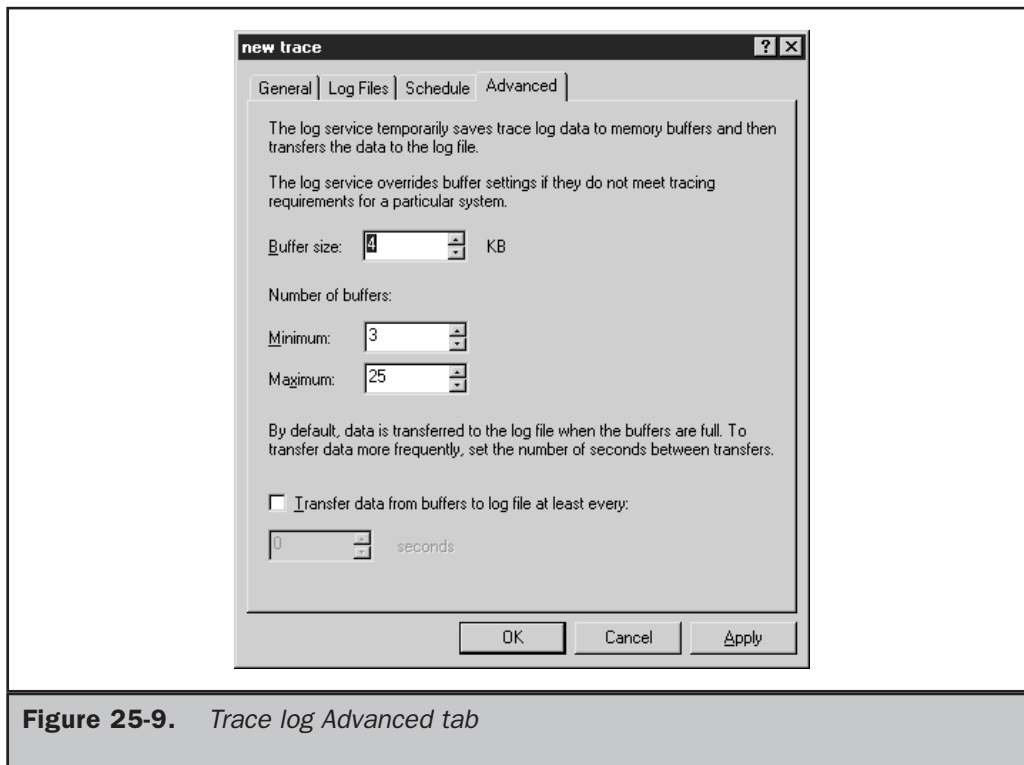 new trace
General Log Files Schedule Advanced
The log service temporarily saves trace log data to memory buffers and then
transfers the data to the log file.
The log service overrides buffer settings if they do not meet tracing
requirements for a particular system.
Buffer size: 4 KB
Number of buffers:
Minimum: 3
Maximum: 25
By default, data is transferred to the log file when the buffers are full. To
transfer data more frequently, set the number of seconds between transfers.
Transfer data from buffers to log file at least every:
0 seconds
OK Cancel Apply
Figure 25-9. Trace log Advanced tab